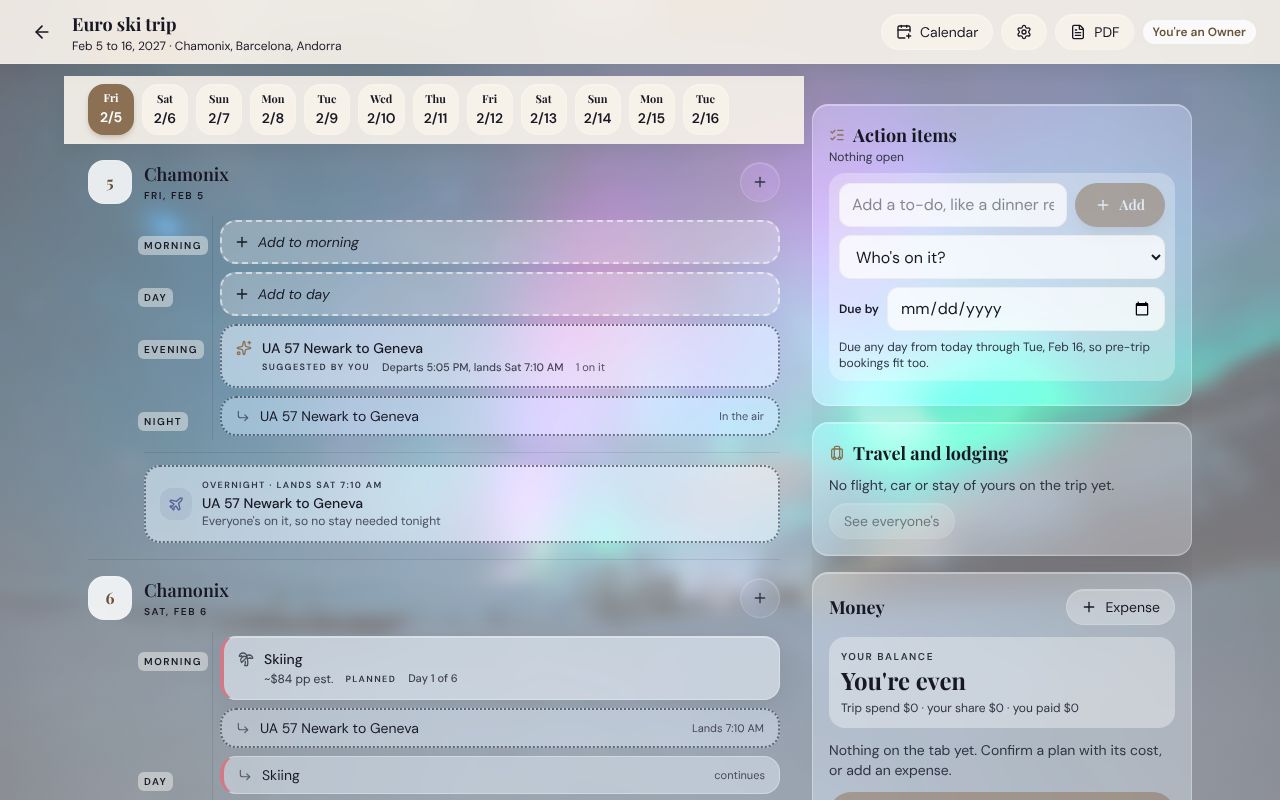 Euro ski trip
Feb 5 to 16, 2027 · Chamonix, Barcelona, Andorra
Calendar
PDF
You're an Owner
Fri 2/5
Sat 2/6
Sun 2/7
Mon 2/8
Tue 2/9
Wed 2/10
Thu 2/11
Fri 2/12
Sat 2/13
Sun 2/14
Mon 2/15
Tue 2/16
5
Chamonix
FRI, FEB 5
MORNING
Add to morning
DAY
Add to day
EVENING
UA 57 Newark to Geneva
SUGGESTED BY YOU Departs 5:05 PM, lands Sat 7:10 AM 1 on it
NIGHT
UA 57 Newark to Geneva In the air
OVERNIGHT · LANDS SAT 7:10 AM
UA 57 Newark to Geneva
Everyone's on it, so no stay needed tonight
6
Chamonix
SAT, FEB 6
MORNING
Skiing
~$84 pp est. PLANNED Day 1 of 6
UA 57 Newark to Geneva Lands 7:10 AM
DAY
Skiing continues
Action items
Nothing open
Add a to-do, like a dinner re
Add
Who's on it?
Due by mm/dd/yyyy
Due any day from today through Tue, Feb 16, so pre-trip
bookings fit too.
Travel and lodging
No flight, car or stay of yours on the trip yet.
See everyone's
Money
Expense
YOUR BALANCE
You're even
Trip spend $0 · your share $0 · you paid $0
Nothing on the tab yet. Confirm a plan with its cost,
or add an expense.